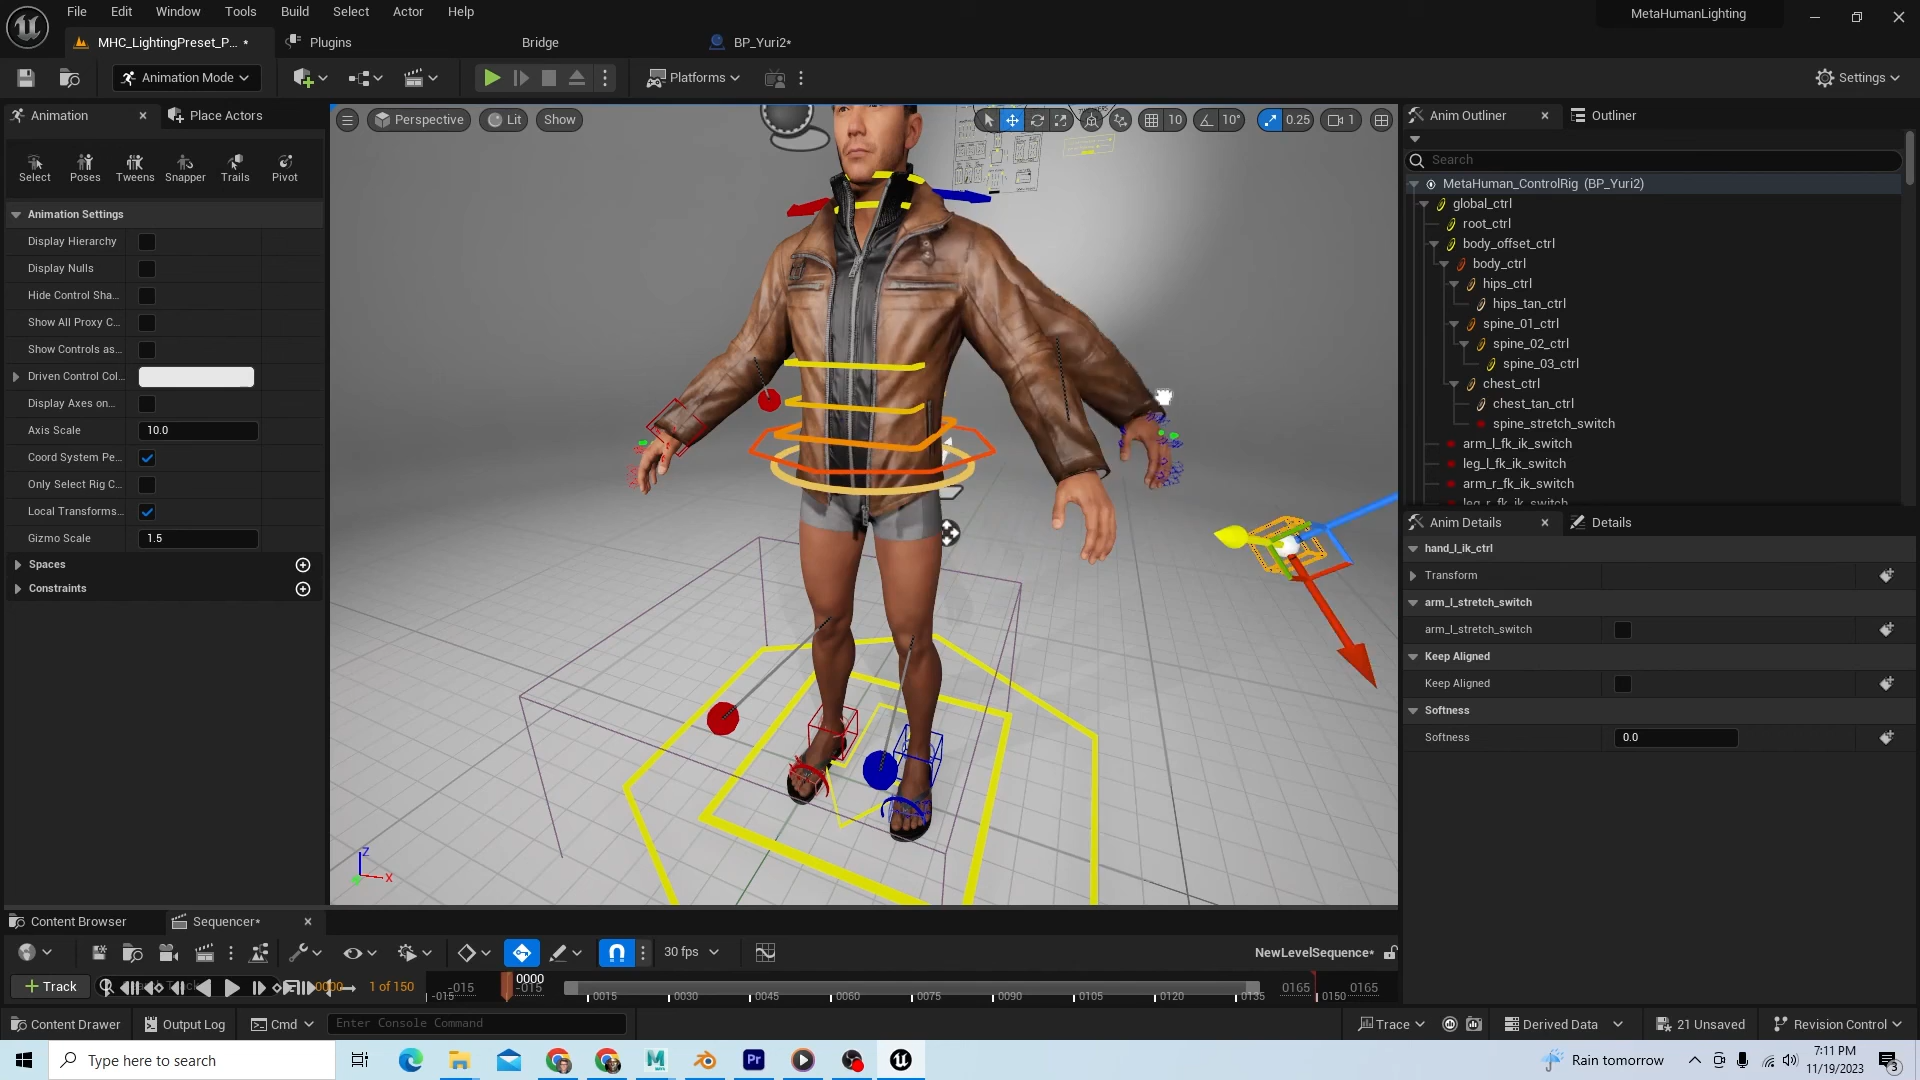 File Edit Window Tools Build Select Actor Help
MetaHumanLighting
MHC_LightingPreset_P... *
Plugins
Bridge
BP_Yuri2*
Animation Mode
Platforms
Settings
Animation
Place Actors
Select Poses Tweens Snapper Trails Pivot
Animation Settings
Display Hierarchy
Display Nulls
Hide Control Sha...
Show All Proxy C...
Show Controls as...
Driven Control Col...
Display Axes on...
Axis Scale 10.0
Coord System Pe...
Only Select Rig C...
Local Transforms...
Gizmo Scale 1.5
Spaces
Constraints
Perspective Lit Show
10 10° 0.25 1
Z
X
Anim Outliner
Outliner
Search
MetaHuman_ControlRig (BP_Yuri2)
global_ctrl
root_ctrl
body_offset_ctrl
body_ctrl
hips_ctrl
hips_tan_ctrl
spine_01_ctrl
spine_02_ctrl
spine_03_ctrl
chest_ctrl
chest_tan_ctrl
spine_stretch_switch
arm_l_fk_ik_switch
leg_l_fk_ik_switch
arm_r_fk_ik_switch
leg_r_fk_ik_switch
Anim Details
Details
hand_l_ik_ctrl
Transform
arm_l_stretch_switch
arm_l_stretch_switch
Keep Aligned
Keep Aligned
Softness
Softness 0.0
Content Browser
Sequencer*
30 fps
NewLevelSequence*
+ Track
0000
1 of 150
-015 -015
0000
-015
0015 0030 0045 0060 0075 0090 0105 0120 0135 0150
0165 0165
Content Drawer
Output Log
Cmd
Enter Console Command
Trace
Derived Data
21 Unsaved
Revision Control
Type here to search
Pr
Rain tomorrow
7:11 PM
11/19/2023
3